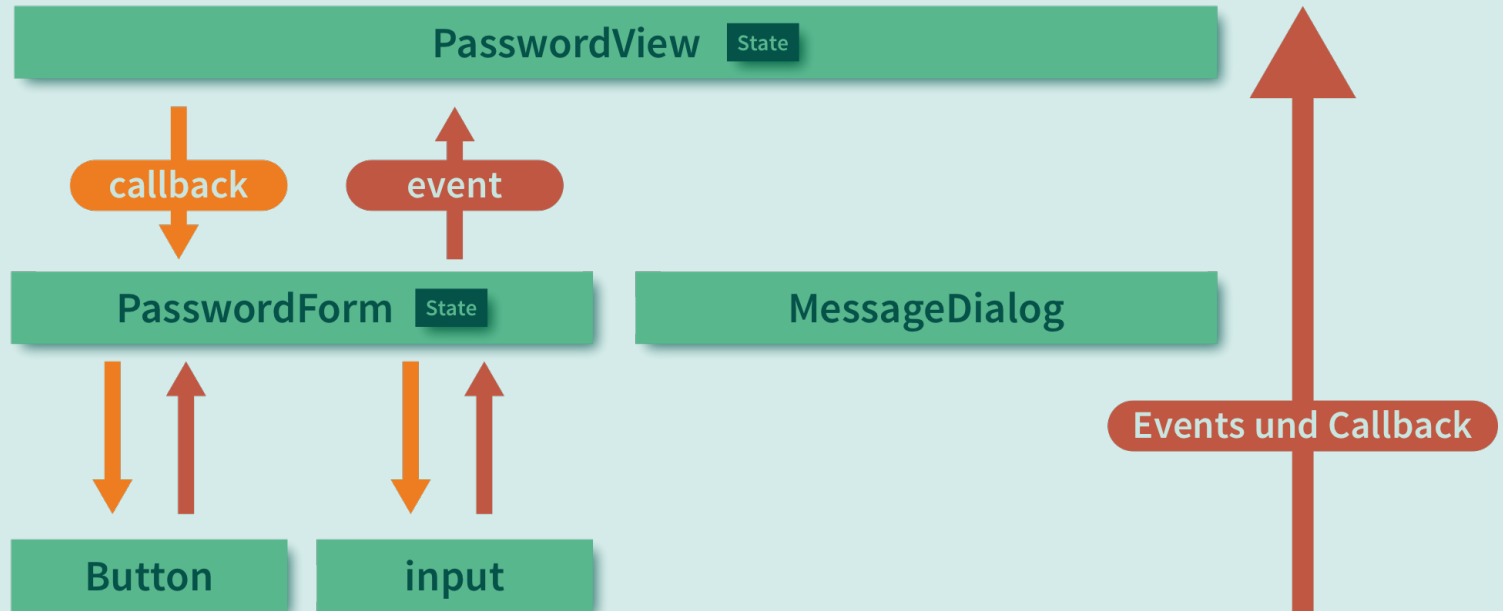 PasswordView State
callback
event
PasswordForm State
MessageDialog
Events und Callback
Button
input